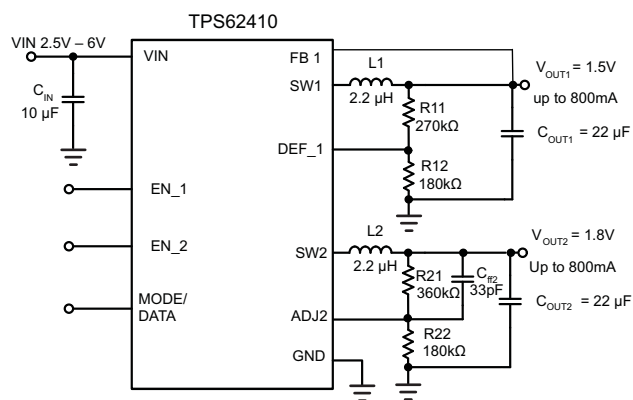 TPS62410
VIN 2.5V – 6V
VIN
FB 1
L1
SW1
2.2 µH
V_OUT1 = 1.5V
up to 800mA
C_IN
10 µF
R11
270kΩ
C_OUT1 = 22 µF
DEF_1
R12
180kΩ
EN_1
EN_2
L2
SW2
2.2 µH
V_OUT2 = 1.8V
Up to 800mA
R21
360kΩ
C_ff2
33pF
C_OUT2 = 22 µF
MODE/
DATA
ADJ2
R22
180kΩ
GND